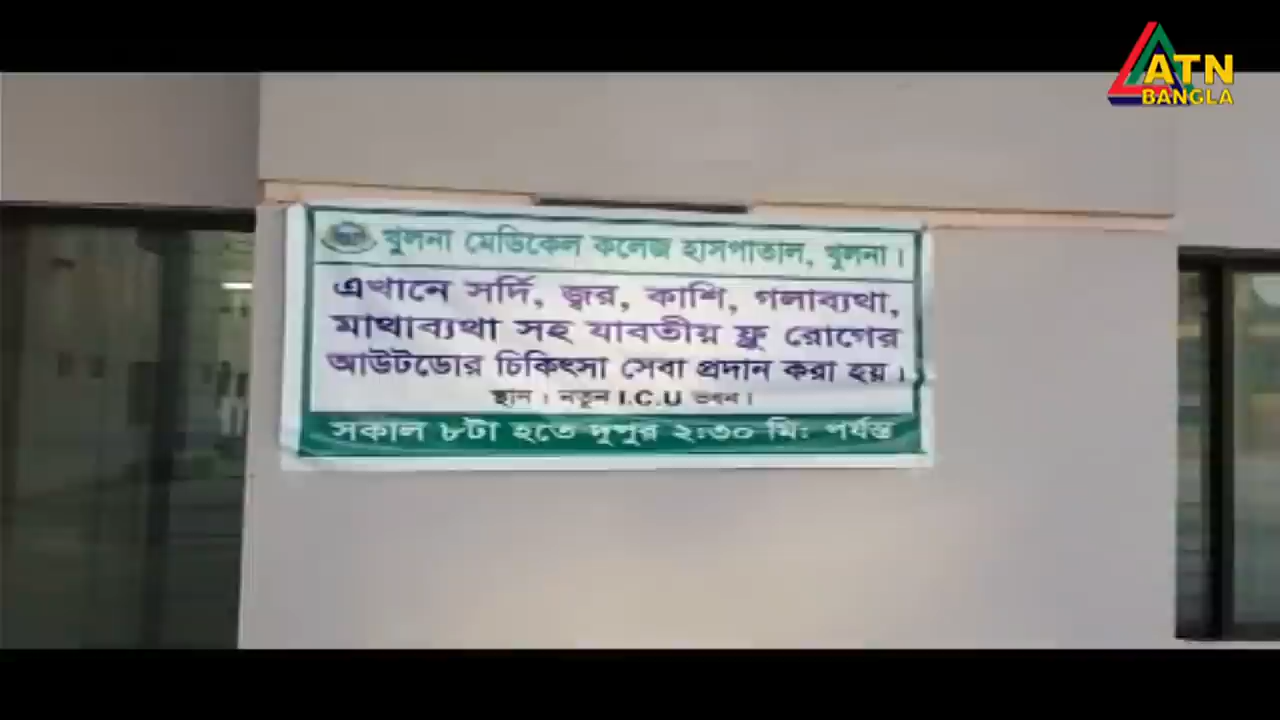 ATN
BANGLA
খুলনা মেডিকেল কলেজ হাসপাতাল, খুলনা।
এখানে সর্দি, জ্বর, কাশি, গলাব্যথা,
মাথাব্যথা সহ যাবতীয় ফ্লু রোগের
আউটডোর চিকিৎসা সেবা প্রদান করা হয়।
স্থান : নতুন I.C.U ভবন।
সকাল ৮টা হতে দুপুর ২:৩০ মি: পর্যন্ত